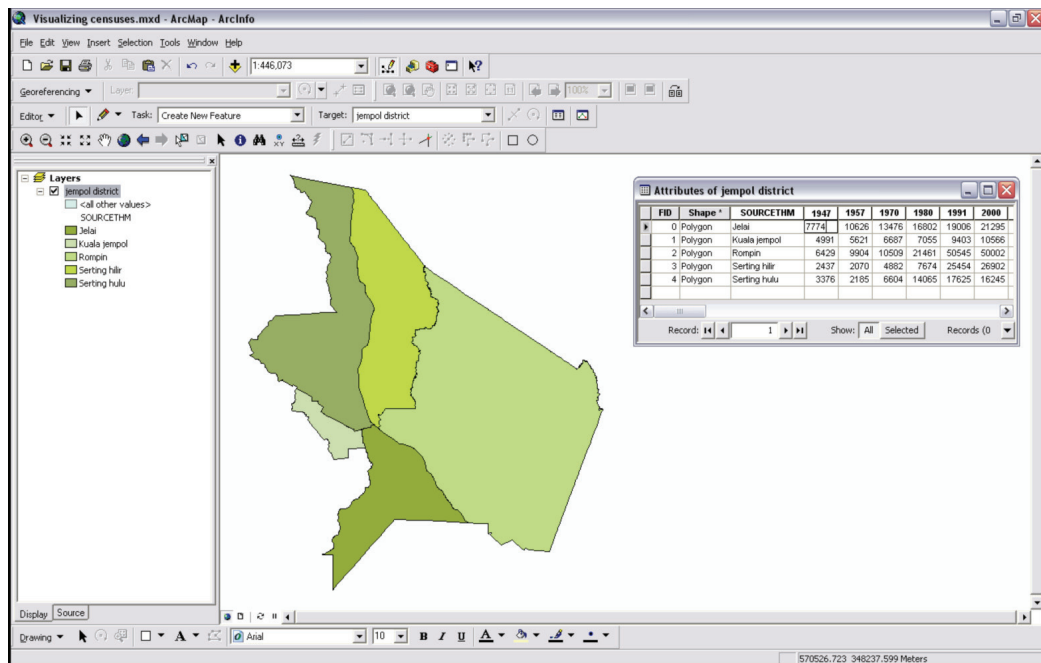 Visualizing censuses.mxd - ArcMap - ArcInfo
File Edit View Insert Selection Tools Window Help
1:446,073
Georeferencing Layer: 100%
Editor Task: Create New Feature Target: jempol district
Layers
jempol district
<all other values>
SOURCETHM
Jelai
Kuala jempol
Rompin
Serting hilir
Serting hulu
Attributes of jempol district
FID Shape * SOURCETHM 1947 1957 1970 1980 1991 2000
0 Polygon Jelai 7774 10626 13476 16802 19006 21295
1 Polygon Kuala jempol 4991 5621 6687 7055 9403 10566
2 Polygon Rompin 6429 9904 10509 21461 50545 50002
3 Polygon Serting hilir 2437 2070 4882 7674 25454 26902
4 Polygon Serting hulu 3376 2185 6604 14065 17625 16245
Record: 1 Show: All Selected Records (0
Display Source
Drawing A Arial 10 B I U A
570526.723 348237.599 Meters